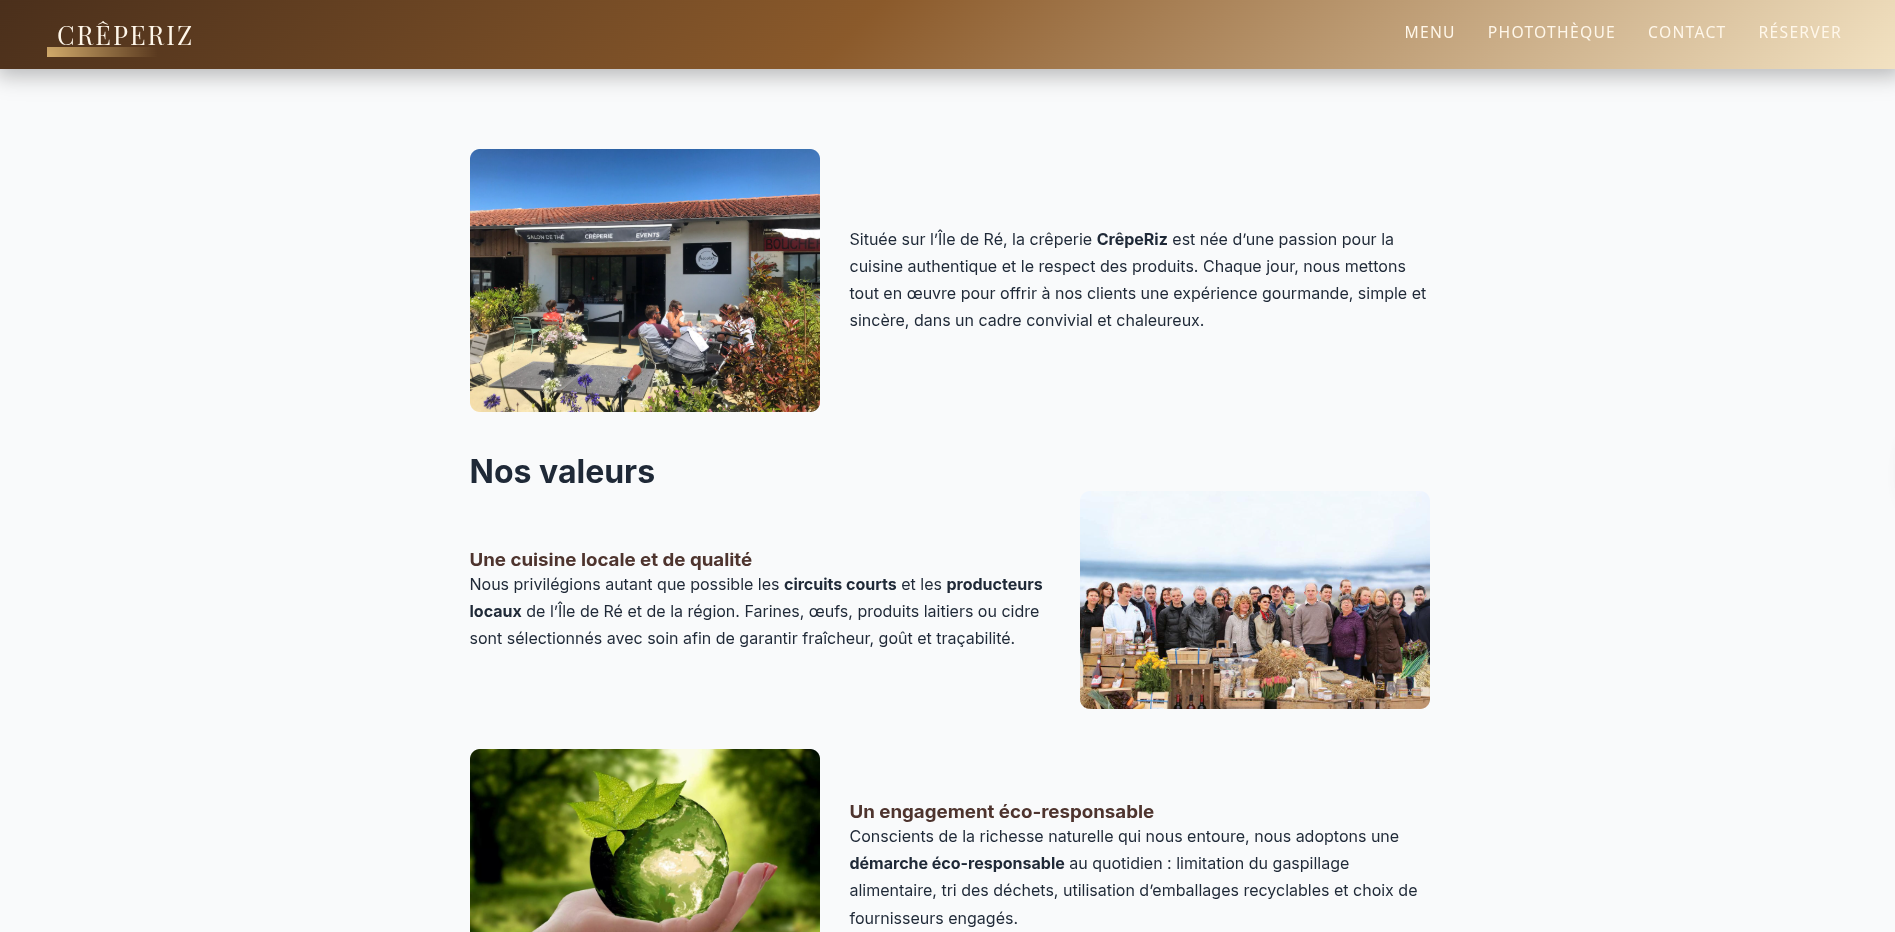 CRÊPERIZ
MENU PHOTOTHÈQUE CONTACT RÉSERVER
SALON DE THÉ CRÊPERIE EVENTS
BOUCHER
Située sur l’Île de Ré, la crêperie CrêpeRiz est née d’une passion pour la
cuisine authentique et le respect des produits. Chaque jour, nous mettons
tout en œuvre pour offrir à nos clients une expérience gourmande, simple et
sincère, dans un cadre convivial et chaleureux.
Nos valeurs
Une cuisine locale et de qualité
Nous privilégions autant que possible les circuits courts et les producteurs
locaux de l’Île de Ré et de la région. Farines, œufs, produits laitiers ou cidre
sont sélectionnés avec soin afin de garantir fraîcheur, goût et traçabilité.
Un engagement éco-responsable
Conscients de la richesse naturelle qui nous entoure, nous adoptons une
démarche éco-responsable au quotidien : limitation du gaspillage
alimentaire, tri des déchets, utilisation d’emballages recyclables et choix de
fournisseurs engagés.